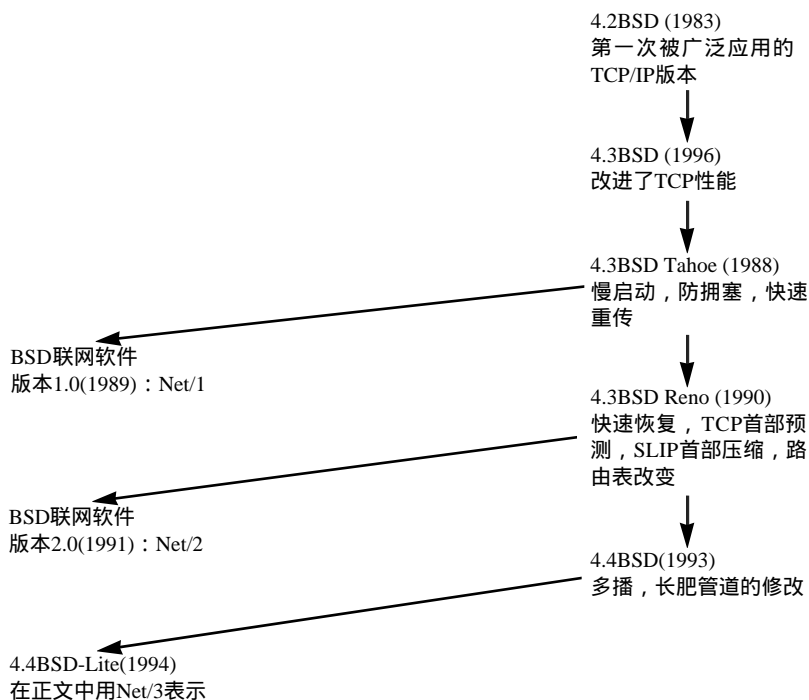 4.2BSD (1983)
第一次被广泛应用的
TCP/IP版本
4.3BSD (1996)
改进了TCP性能
4.3BSD Tahoe (1988)
慢启动，防拥塞，快速
重传
BSD联网软件
版本1.0(1989)：Net/1
4.3BSD Reno (1990)
快速恢复，TCP首部预
测，SLIP首部压缩，路
由表改变
BSD联网软件
版本2.0(1991)：Net/2
4.4BSD(1993)
多播，长肥管道的修改
4.4BSD-Lite(1994)
在正文中用Net/3表示